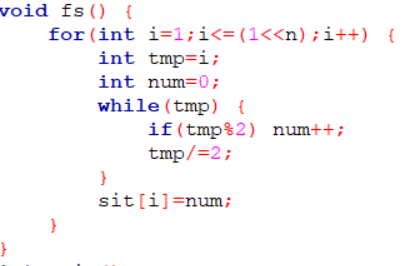 void fs() {
    for(int i=1;i<=(1<<n);i++) {
        int tmp=i;
        int num=0;
        while(tmp) {
            if(tmp%2) num++;
            tmp/=2;
        }
        sit[i]=num;
    }
}